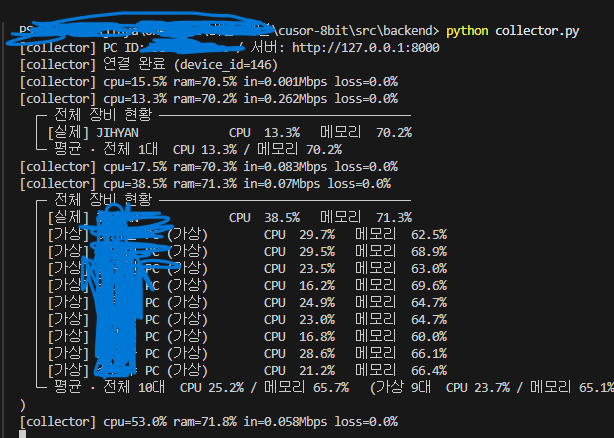 \cusor-8bit\src\backend> python collector.py
[collector] PC ID: / 서버: http://127.0.0.1:8000
[collector] 연결 완료 (device_id=146)
[collector] cpu=15.5% ram=70.5% in=0.001Mbps loss=0.0%
[collector] cpu=13.3% ram=70.2% in=0.262Mbps loss=0.0%
┌─ 전체 장비 현황 ─
[실제] JIHYAN CPU 13.3% 메모리 70.2%
└─ 평균 · 전체 1대 CPU 13.3% / 메모리 70.2%
[collector] cpu=17.5% ram=70.3% in=0.083Mbps loss=0.0%
[collector] cpu=38.5% ram=71.3% in=0.07Mbps loss=0.0%
┌─ 전체 장비 현황 ─
[실제] CPU 38.5% 메모리 71.3%
[가상] PC (가상) CPU 29.7% 메모리 62.5%
[가상] PC (가상) CPU 29.5% 메모리 68.9%
[가상] PC (가상) CPU 23.5% 메모리 63.0%
[가상] PC (가상) CPU 16.2% 메모리 69.6%
[가상] PC (가상) CPU 24.9% 메모리 64.7%
[가상] PC (가상) CPU 23.0% 메모리 64.7%
[가상] PC (가상) CPU 16.8% 메모리 60.0%
[가상] PC (가상) CPU 28.6% 메모리 66.1%
[가상] PC (가상) CPU 21.2% 메모리 66.4%
└─ 평균 · 전체 10대 CPU 25.2% / 메모리 65.7% (가상 9대 CPU 23.7% / 메모리 65.1%
)
[collector] cpu=53.0% ram=71.8% in=0.058Mbps loss=0.0%